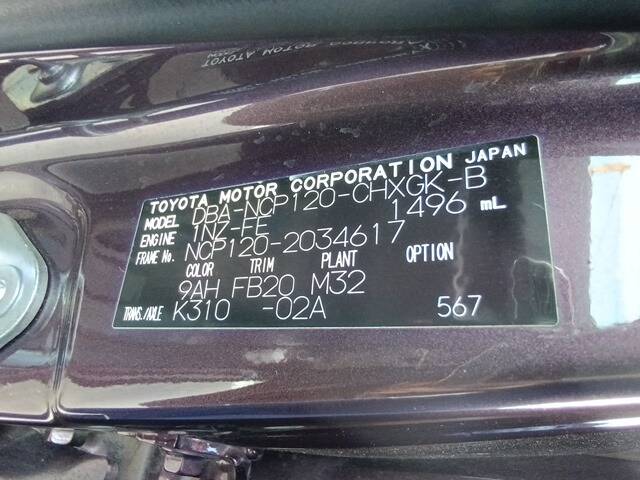 TOYOTA MOTOR CORPORATION JAPAN
MODEL DBA-NCP120-CHXGK-B
ENGINE 1NZ-FE 1496 mL
FRAME No. NCP120-2034617
COLOR TRIM PLANT OPTION
9AH FB20 M32
TRANS./AXLE K310 -02A 567